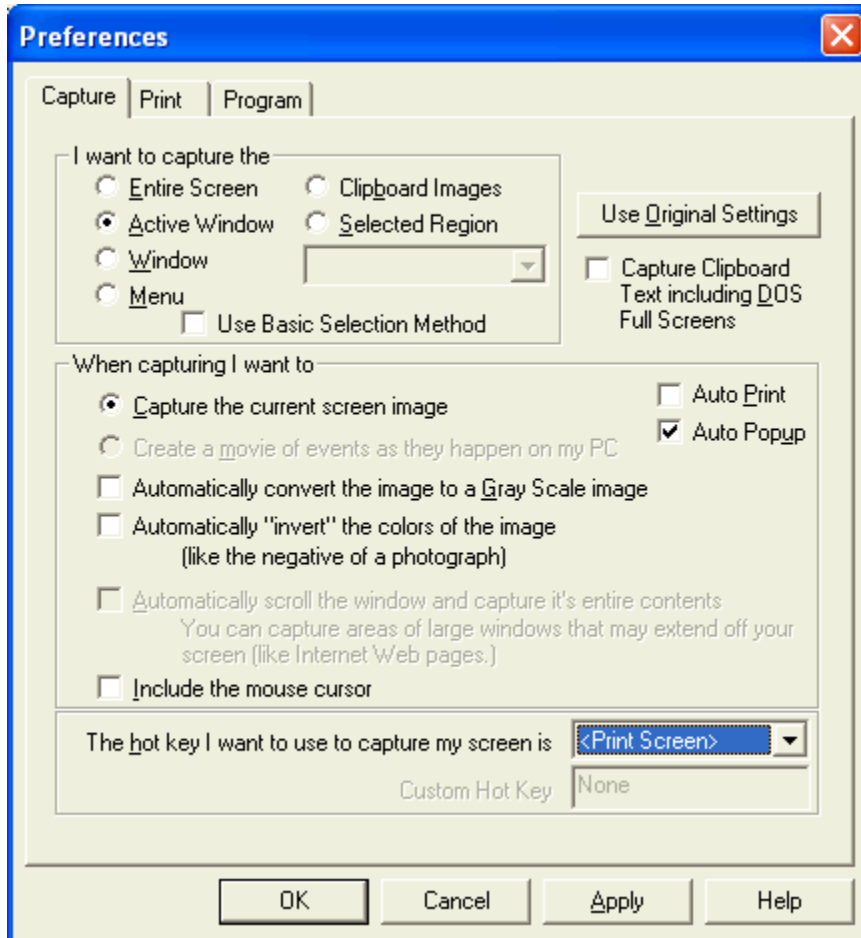 Preferences
Capture Print Program
I want to capture the
Entire Screen Clipboard Images
Active Window Selected Region
Window
Menu
Use Basic Selection Method
Use Original Settings
Capture Clipboard
Text including DOS
Full Screens
When capturing I want to
Capture the current screen image
Create a movie of events as they happen on my PC
Auto Print
Auto Popup
Automatically convert the image to a Gray Scale image
Automatically "invert" the colors of the image
(like the negative of a photograph)
Automatically scroll the window and capture it's entire contents
You can capture areas of large windows that may extend off your
screen (like Internet Web pages.)
Include the mouse cursor
The hot key I want to use to capture my screen is <Print Screen>
Custom Hot Key None
OK Cancel Apply Help